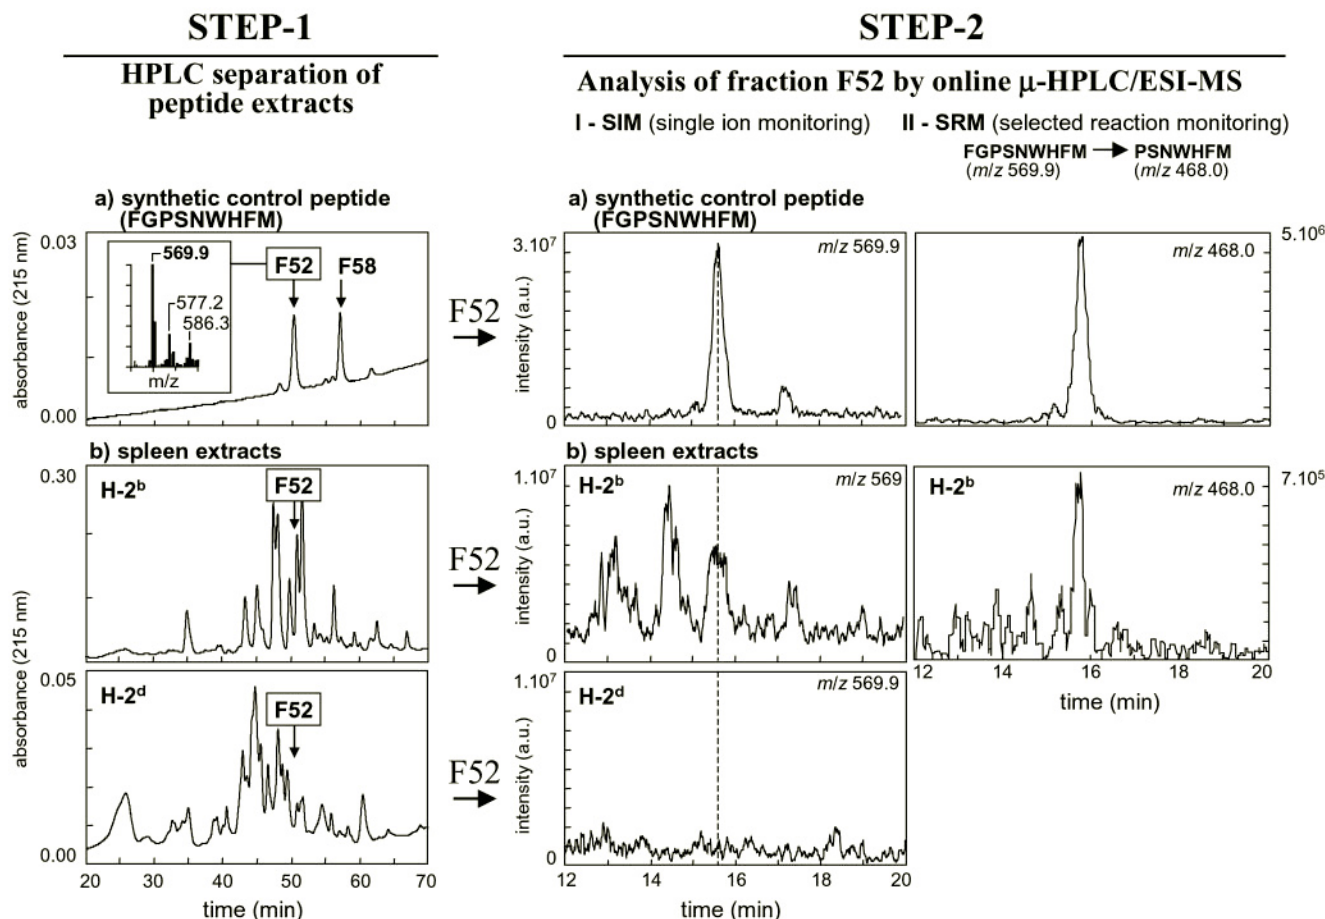 STEP-1
HPLC separation of
peptide extracts
a) synthetic control peptide
(FGPSNWHFM)
absorbance (215 nm)
0.03
0.00
569.9
577.2
586.3
m/z
F52
F58
F52
b) spleen extracts
absorbance (215 nm)
0.30
H-2b
F52
F52
0.05
0.00
H-2d
F52
F52
20 30 40 50 60 70
time (min)
STEP-2
Analysis of fraction F52 by online μ-HPLC/ESI-MS
I - SIM (single ion monitoring)
II - SRM (selected reaction monitoring)
FGPSNWHFM → PSNWHFM
(m/z 569.9) (m/z 468.0)
a) synthetic control peptide
(FGPSNWHFM)
intensity (a.u.)
3.10⁷
0
m/z 569.9
m/z 468.0
5.10⁶
b) spleen extracts
intensity (a.u.)
1.10⁷
0
H-2b
m/z 569
H-2b
m/z 468.0
7.10⁵
12 14 16 18 20
time (min)
intensity (a.u.)
1.10⁷
0
H-2d
m/z 569.9
12 14 16 18 20
time (min)